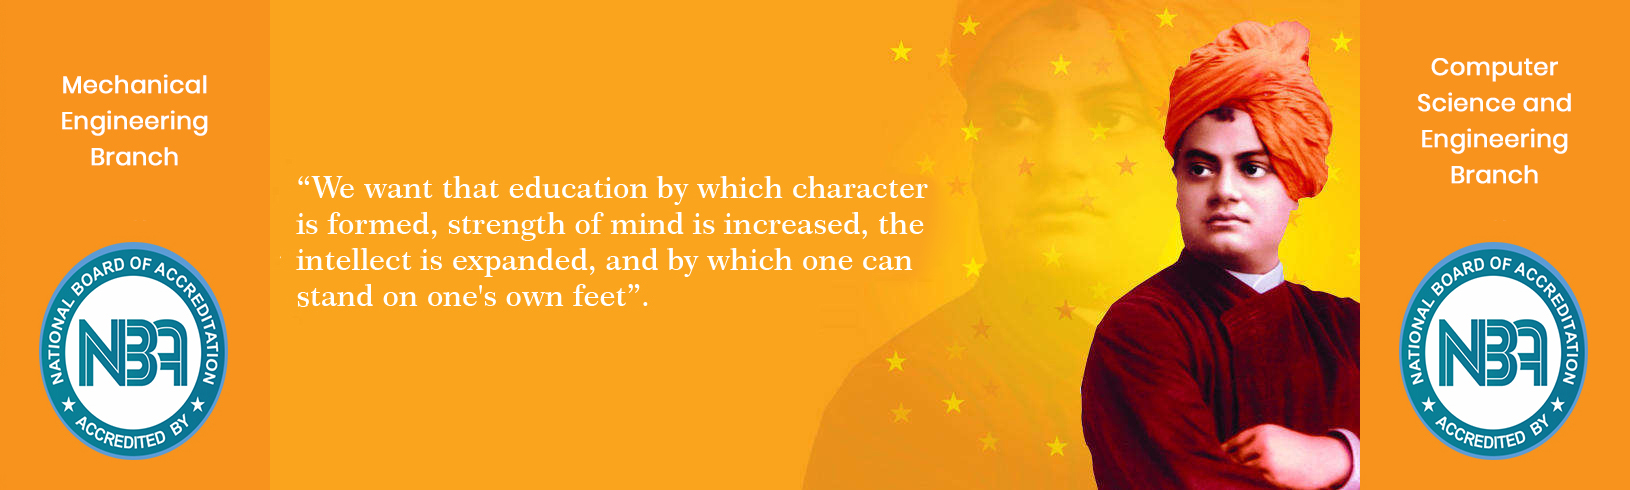 Mechanical
Engineering
Branch
NATIONAL BOARD OF ACCREDITATION
NBA
ACCREDITED BY
“We want that education by which character
is formed, strength of mind is increased, the
intellect is expanded, and by which one can
stand on one's own feet”.
Computer
Science and
Engineering
Branch
NATIONAL BOARD OF ACCREDITATION
NBA
ACCREDITED BY